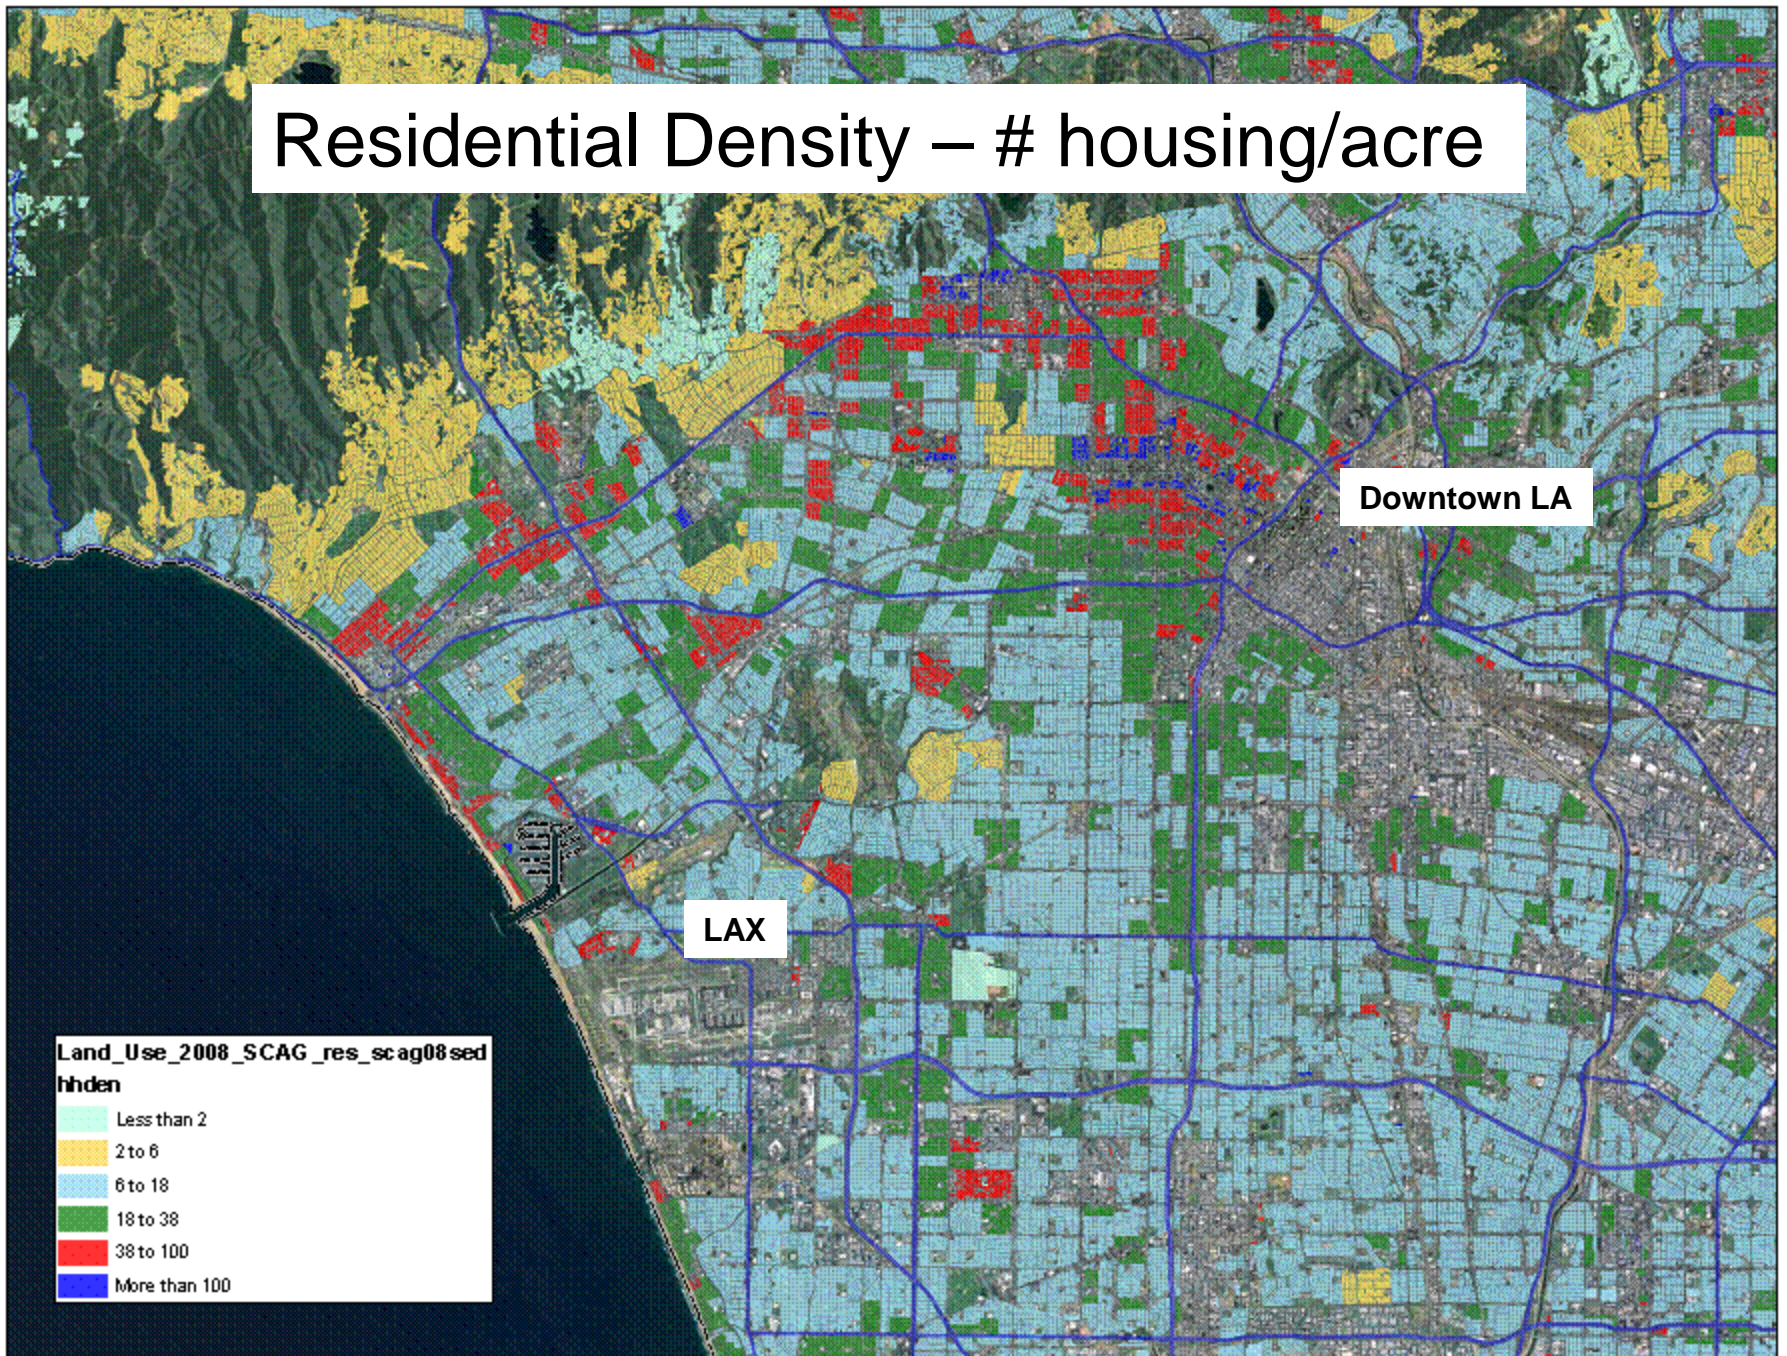 Residential Density – # housing/acre
Downtown LA
LAX
Land_Use_2008_SCAG_res_scag08sed
hhden
Less than 2
2 to 6
6 to 18
18 to 38
38 to 100
More than 100